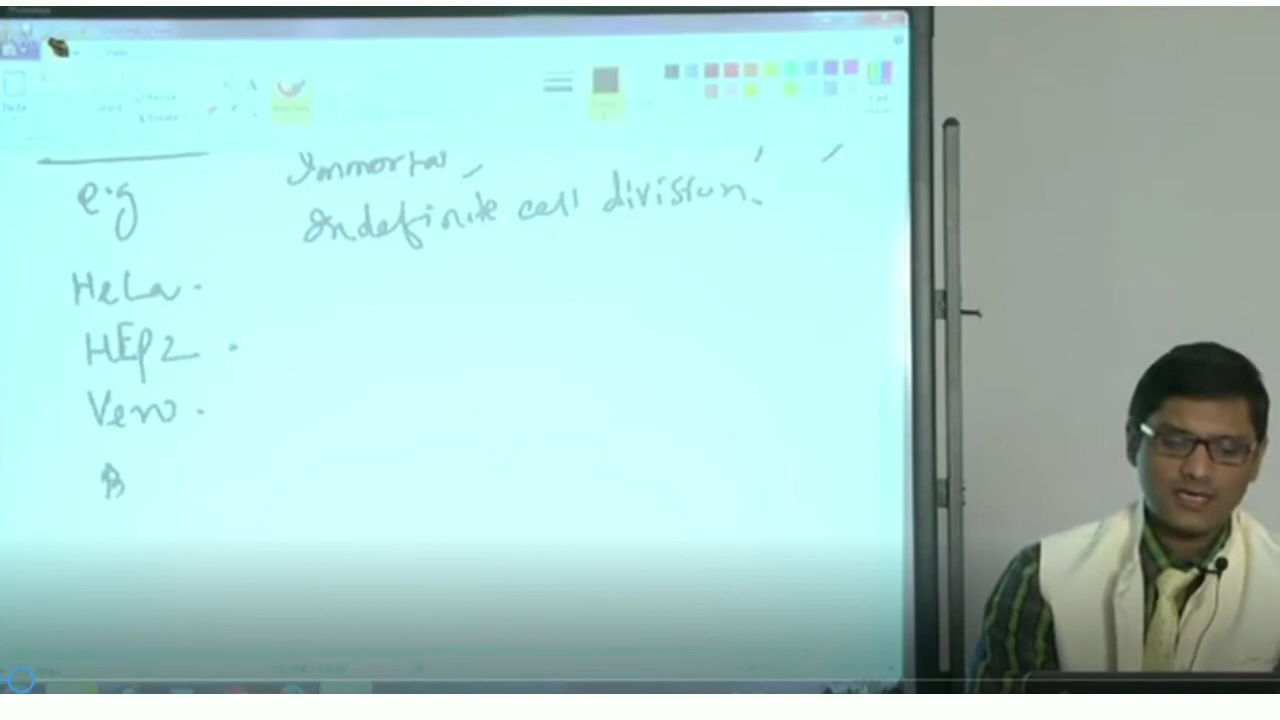 Immortal,
e.g
Indefinite cell division.
HeLa.
HEp2.
Vero.